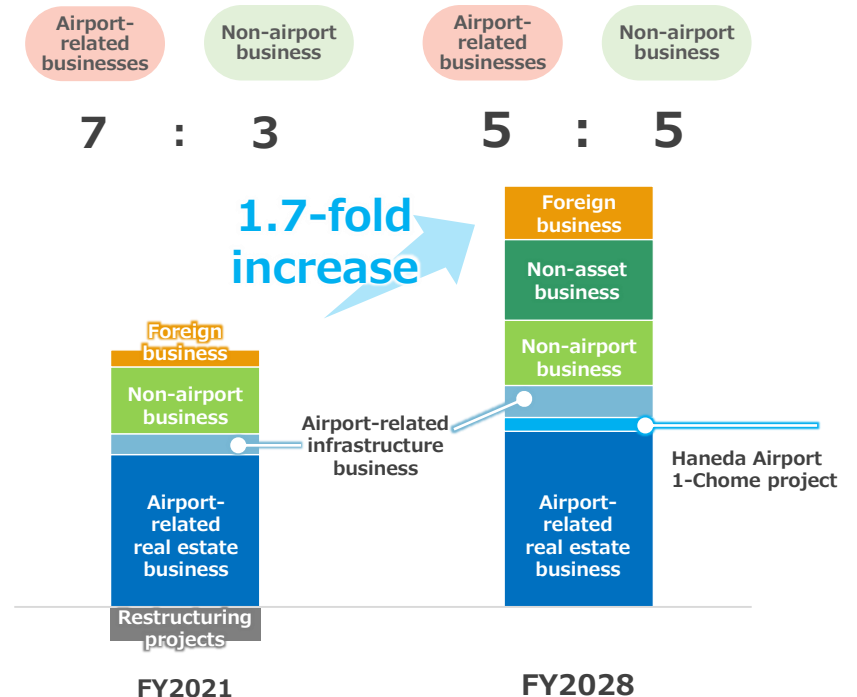 Airport-
related
businesses
Non-airport
business
Airport-
related
businesses
Non-airport
business
7 : 3
5 : 5
1.7-fold
increase
Foreign
business
Non-airport
business
Airport-
related
real estate
business
Restructuring
projects
FY2021
Airport-related
infrastructure
business
Foreign
business
Non-asset
business
Non-airport
business
Airport-
related
real estate
business
FY2028
Haneda Airport
1-Chome project